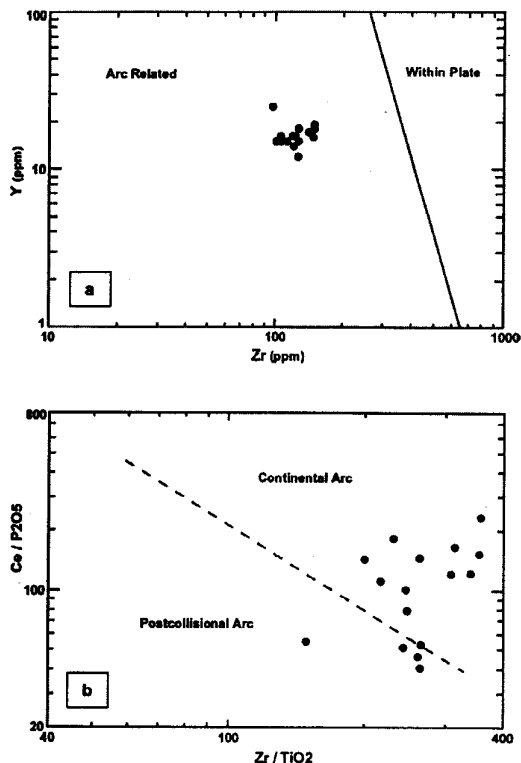 100
Arc Related
Within Plate
Y (ppm)
10
a
1
10
100
1000
Zr (ppm)
800
Continental Arc
Ce / P2O5
100
Postcollisional Arc
b
20
40
100
200
400
Zr / TiO2